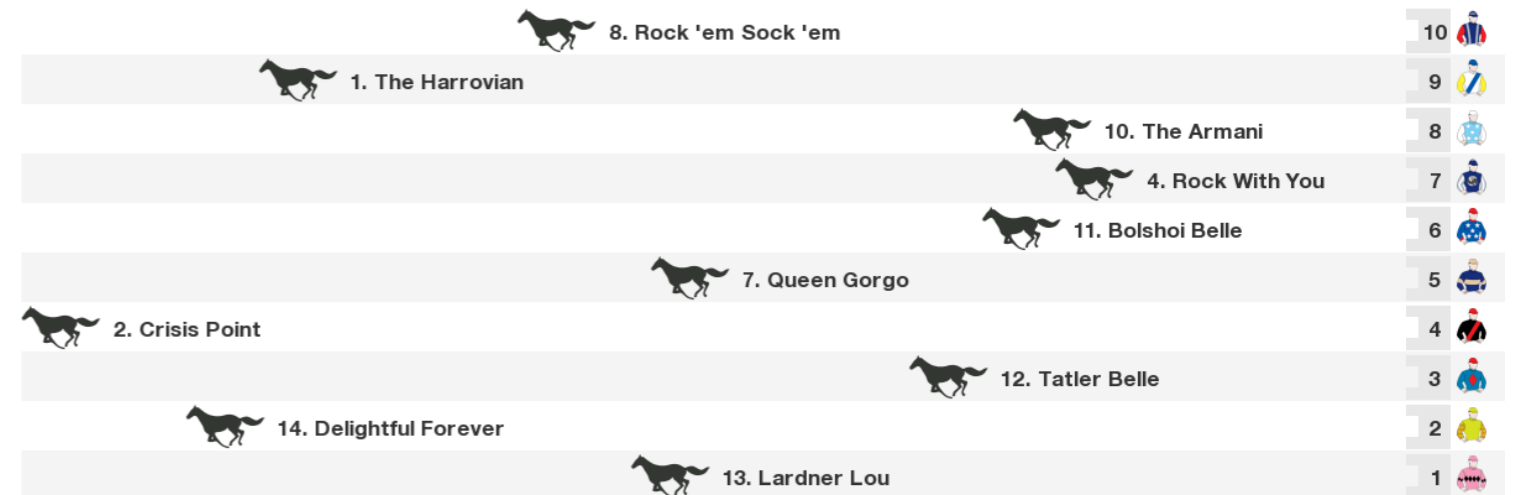 8. Rock 'em Sock 'em 10
1. The Harrovian 9
10. The Armani 8
4. Rock With You 7
11. Bolshoi Belle 6
7. Queen Gorgo 5
2. Crisis Point 4
12. Tatler Belle 3
14. Delightful Forever 2
13. Lardner Lou 1